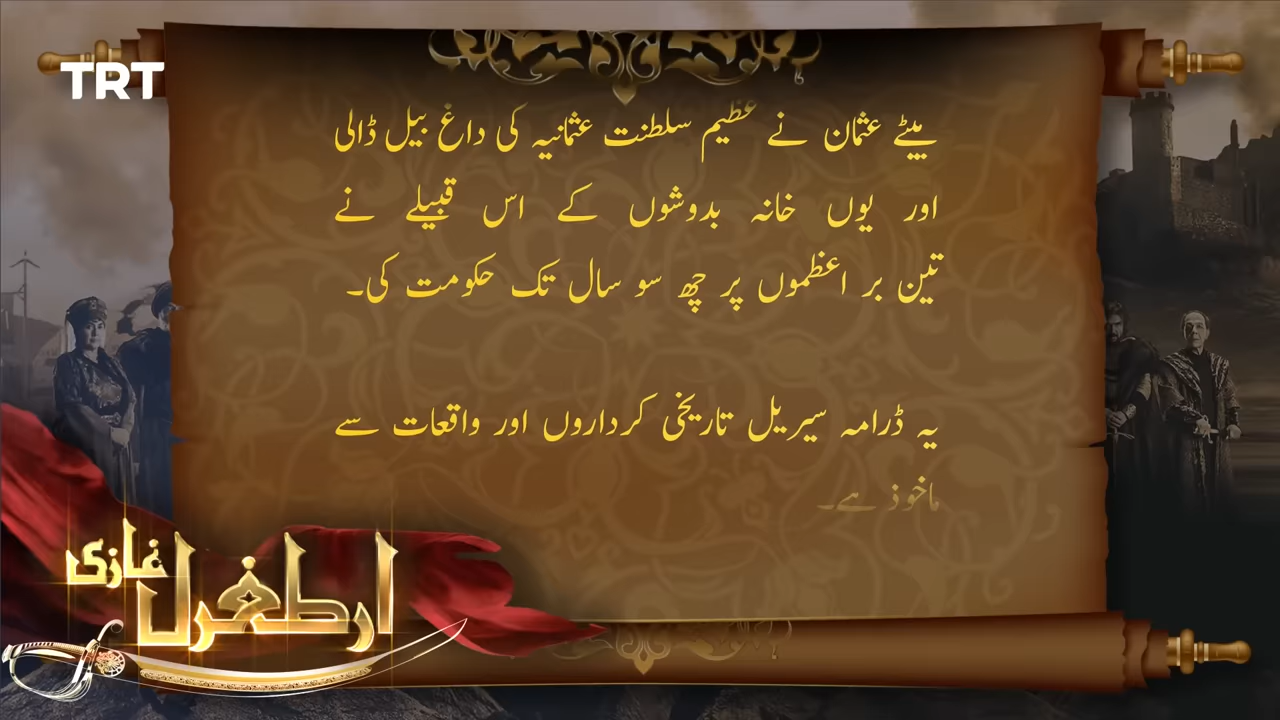 TRT
بیٹے عثمان نے عظیم سلطنت عثمانیہ کی داغ بیل ڈالی
اور یوں خانہ بدوشوں کے اس قبیلے نے
تین بر اعظموں پر چھ سو سال تک حکومت کی۔
یہ ڈرامہ سیریل تاریخی کرداروں اور واقعات سے
ماخوذ ہے۔
ارطغرل غازی